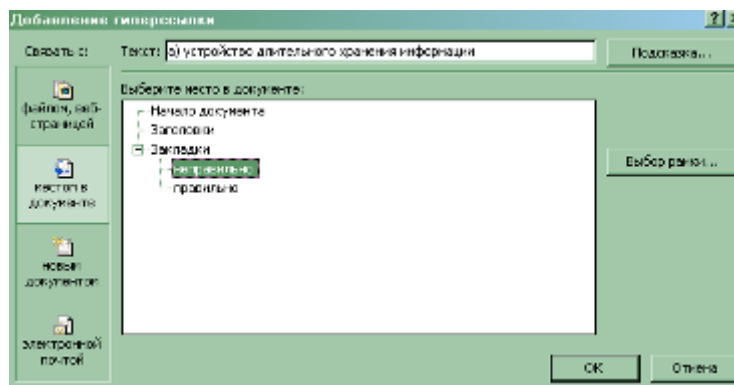 Добавление гиперссылки
Связать с:
Текст: а) устройство длительного хранения информации
Подсказка...
файлом, веб-
страницей
местом в
документе
новым
документом
электронной
почтой
Выберите место в документе:
Начало документа
Заголовки
Закладки
неправильно
правильно
Выбор рамки...
ОК
Отмена